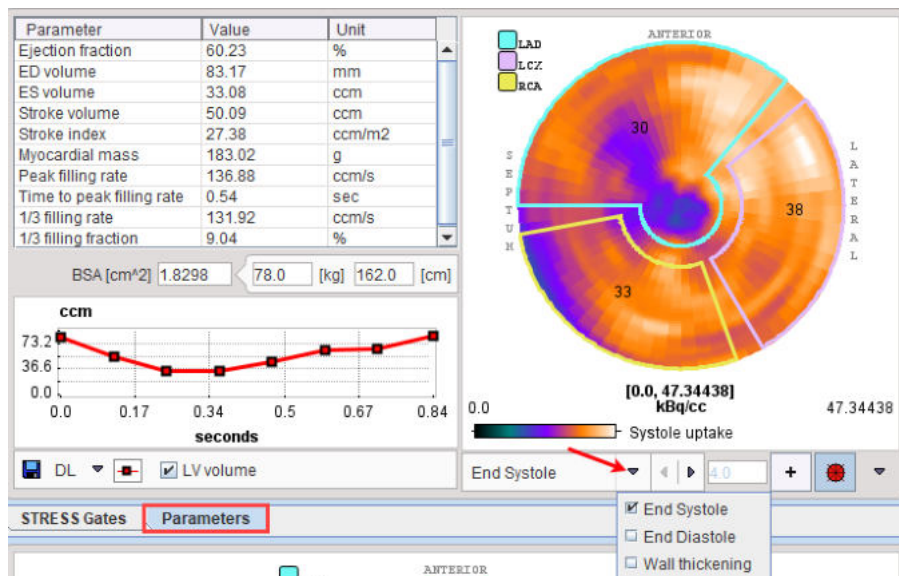 Parameter Value Unit
Ejection fraction 60.23 %
ED volume 83.17 mm
ES volume 33.08 ccm
Stroke volume 50.09 ccm
Stroke index 27.38 ccm/m2
Myocardial mass 183.02 g
Peak filling rate 136.88 ccm/s
Time to peak filling rate 0.54 sec
1/3 filling rate 131.92 ccm/s
1/3 filling fraction 9.04 %
BSA [cm^2] 1.8298 78.0 [kg] 162.0 [cm]
ccm
73.2
36.6
0.0
0.0 0.17 0.34 0.5 0.67 0.84
seconds
DL LV volume
LAD
LCX
RCA
ANTERIOR
SEPTUM
LATERAL
30
38
33
[0.0, 47.34438]
0.0 kBq/cc 47.34438
Systole uptake
End Systole 4.0 +
End Systole
End Diastole
Wall thickening
STRESS Gates Parameters
ANTERIOR